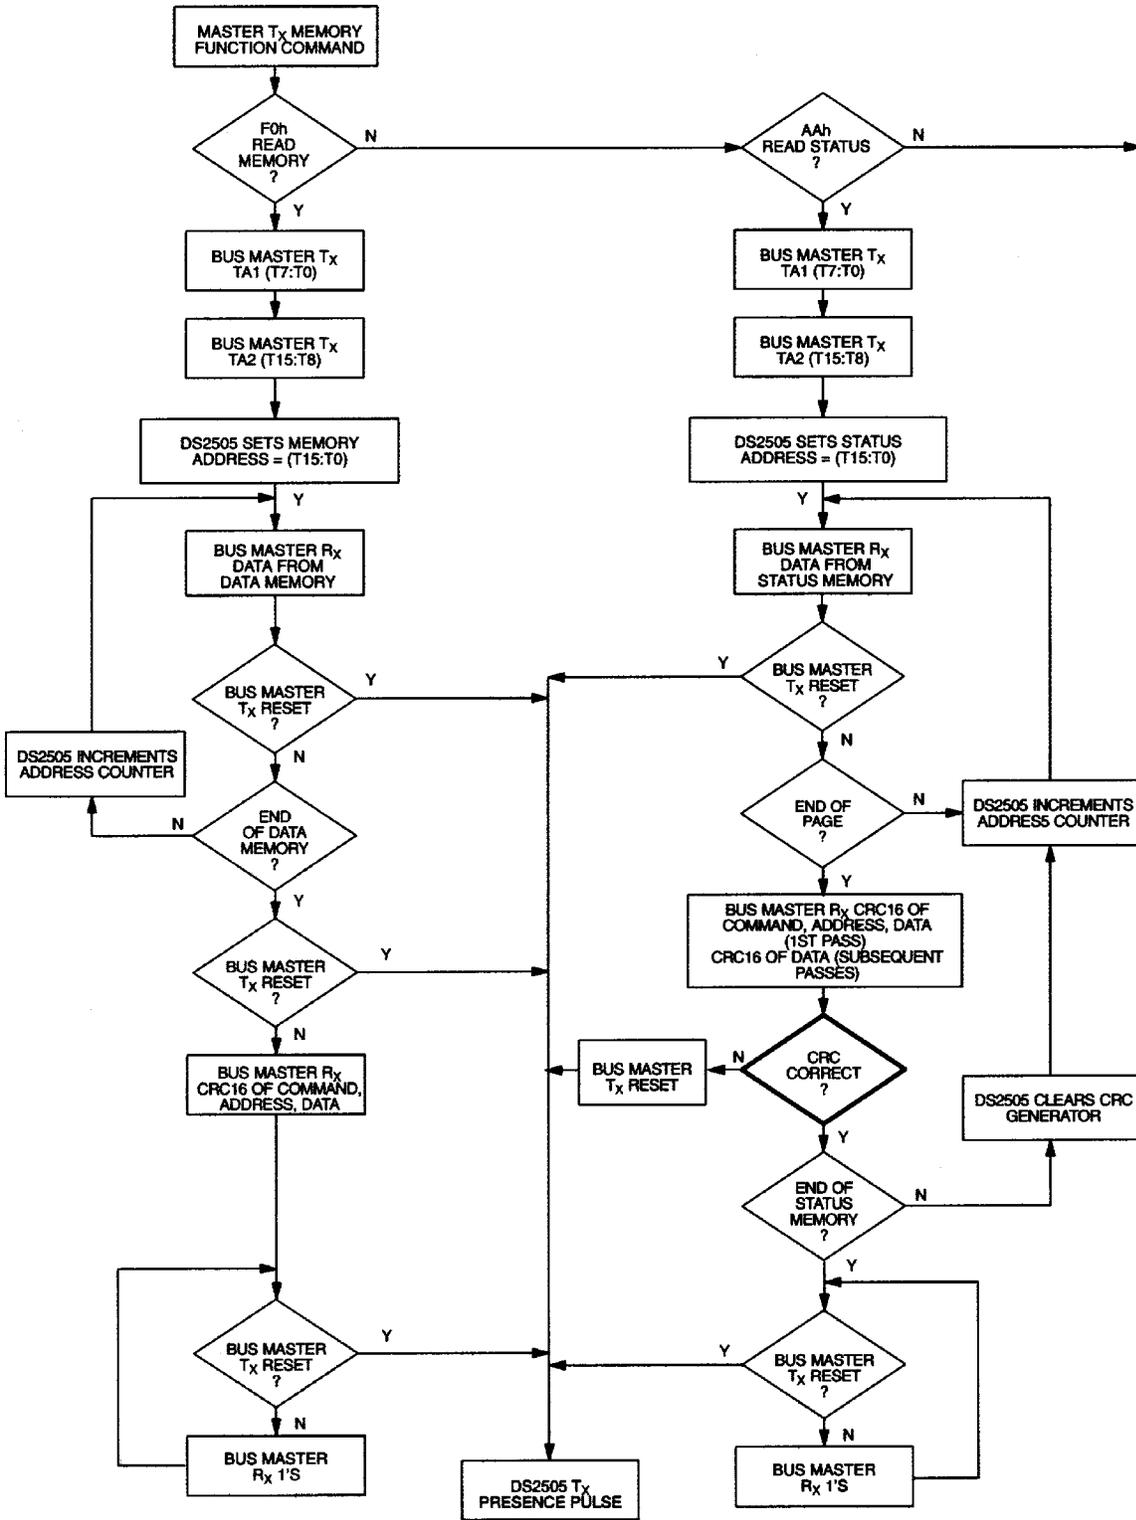 MASTER TX MEMORY
FUNCTION COMMAND
F0h
READ
MEMORY
?
N
Y
AAh
READ STATUS
?
N
Y
BUS MASTER TX
TA1 (T7:T0)
BUS MASTER TX
TA2 (T15:T8)
DS2505 SETS MEMORY
ADDRESS = (T15:T0)
Y
BUS MASTER RX
DATA FROM
DATA MEMORY
BUS MASTER
TX RESET
?
Y
N
DS2505 INCREMENTS
ADDRESS COUNTER
N
END
OF DATA
MEMORY
?
Y
BUS MASTER
TX RESET
?
Y
N
BUS MASTER RX
CRC16 OF COMMAND,
ADDRESS, DATA
BUS MASTER
TX RESET
?
Y
N
BUS MASTER
RX 1'S
BUS MASTER TX
TA1 (T7:T0)
BUS MASTER TX
TA2 (T15:T8)
DS2505 SETS STATUS
ADDRESS = (T15:T0)
Y
BUS MASTER RX
DATA FROM
STATUS MEMORY
Y
BUS MASTER
TX RESET
?
N
END OF
PAGE
?
N
DS2505 INCREMENTS
ADDRES5 COUNTER
Y
BUS MASTER RX CRC16 OF
COMMAND, ADDRESS, DATA
(1ST PASS)
CRC16 OF DATA (SUBSEQUENT
PASSES)
CRC
CORRECT
?
N
BUS MASTER
TX RESET
Y
DS2505 CLEARS CRC
GENERATOR
END OF
STATUS
MEMORY
?
N
Y
BUS MASTER
TX RESET
?
Y
N
BUS MASTER
RX 1'S
DS2505 TX
PRESENCE PULSE